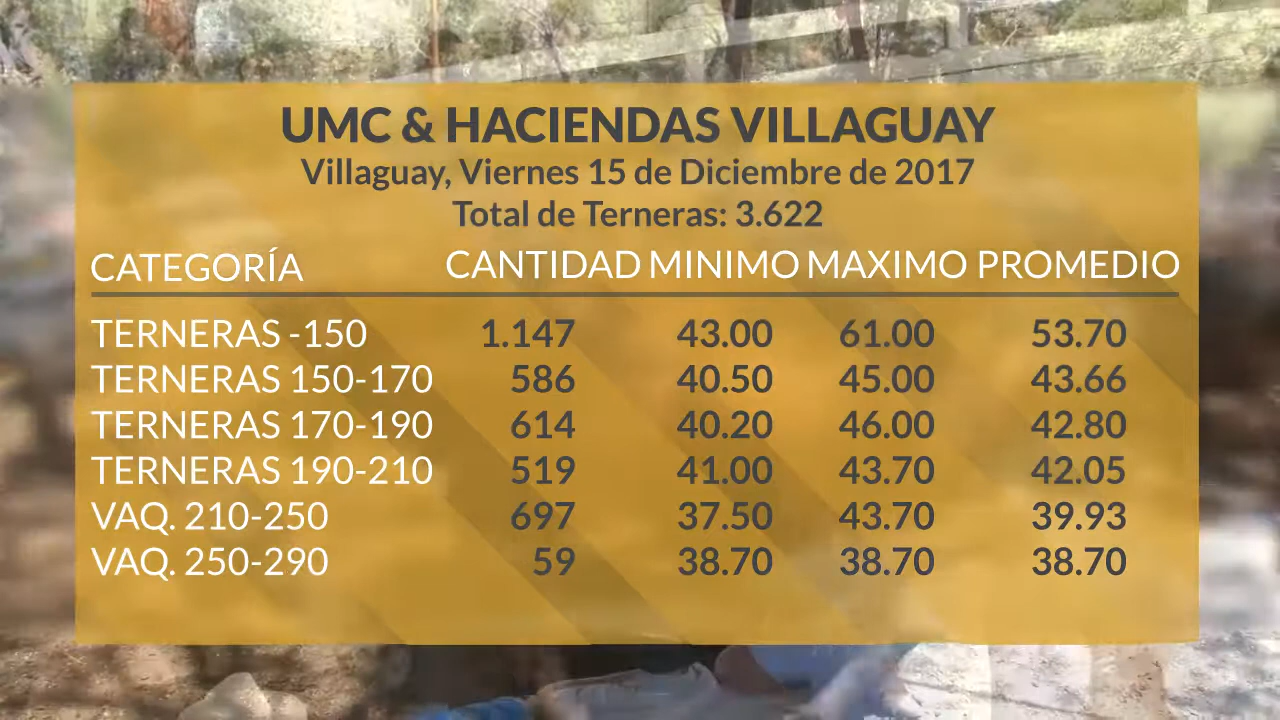 UMC & HACIENDAS VILLAGUAY
Villaguay, Viernes 15 de Diciembre de 2017
Total de Terneras: 3.622
CATEGORÍA CANTIDAD MINIMO MAXIMO PROMEDIO
TERNERAS -150 1.147 43.00 61.00 53.70
TERNERAS 150-170 586 40.50 45.00 43.66
TERNERAS 170-190 614 40.20 46.00 42.80
TERNERAS 190-210 519 41.00 43.70 42.05
VAQ. 210-250 697 37.50 43.70 39.93
VAQ. 250-290 59 38.70 38.70 38.70